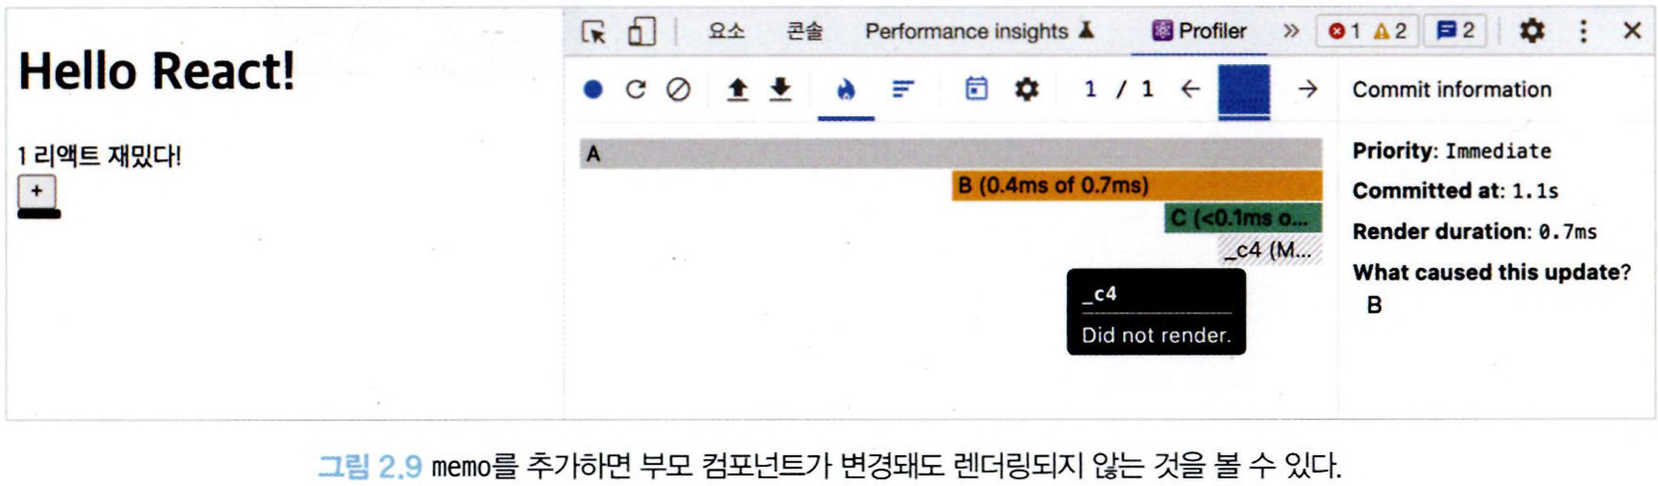 Hello React!
1 리액트 재밌다!
+
요소 콘솔 Performance insights Profiler » 1 2 2
1 / 1
Commit information
A
B (0.4ms of 0.7ms)
C (<0.1ms o...
_c4 (M...
_c4
Did not render.
Priority: Immediate
Committed at: 1.1s
Render duration: 0.7ms
What caused this update?
B
그림 2.9 memo를 추가하면 부모 컴포넌트가 변경돼도 렌더링되지 않는 것을 볼 수 있다.